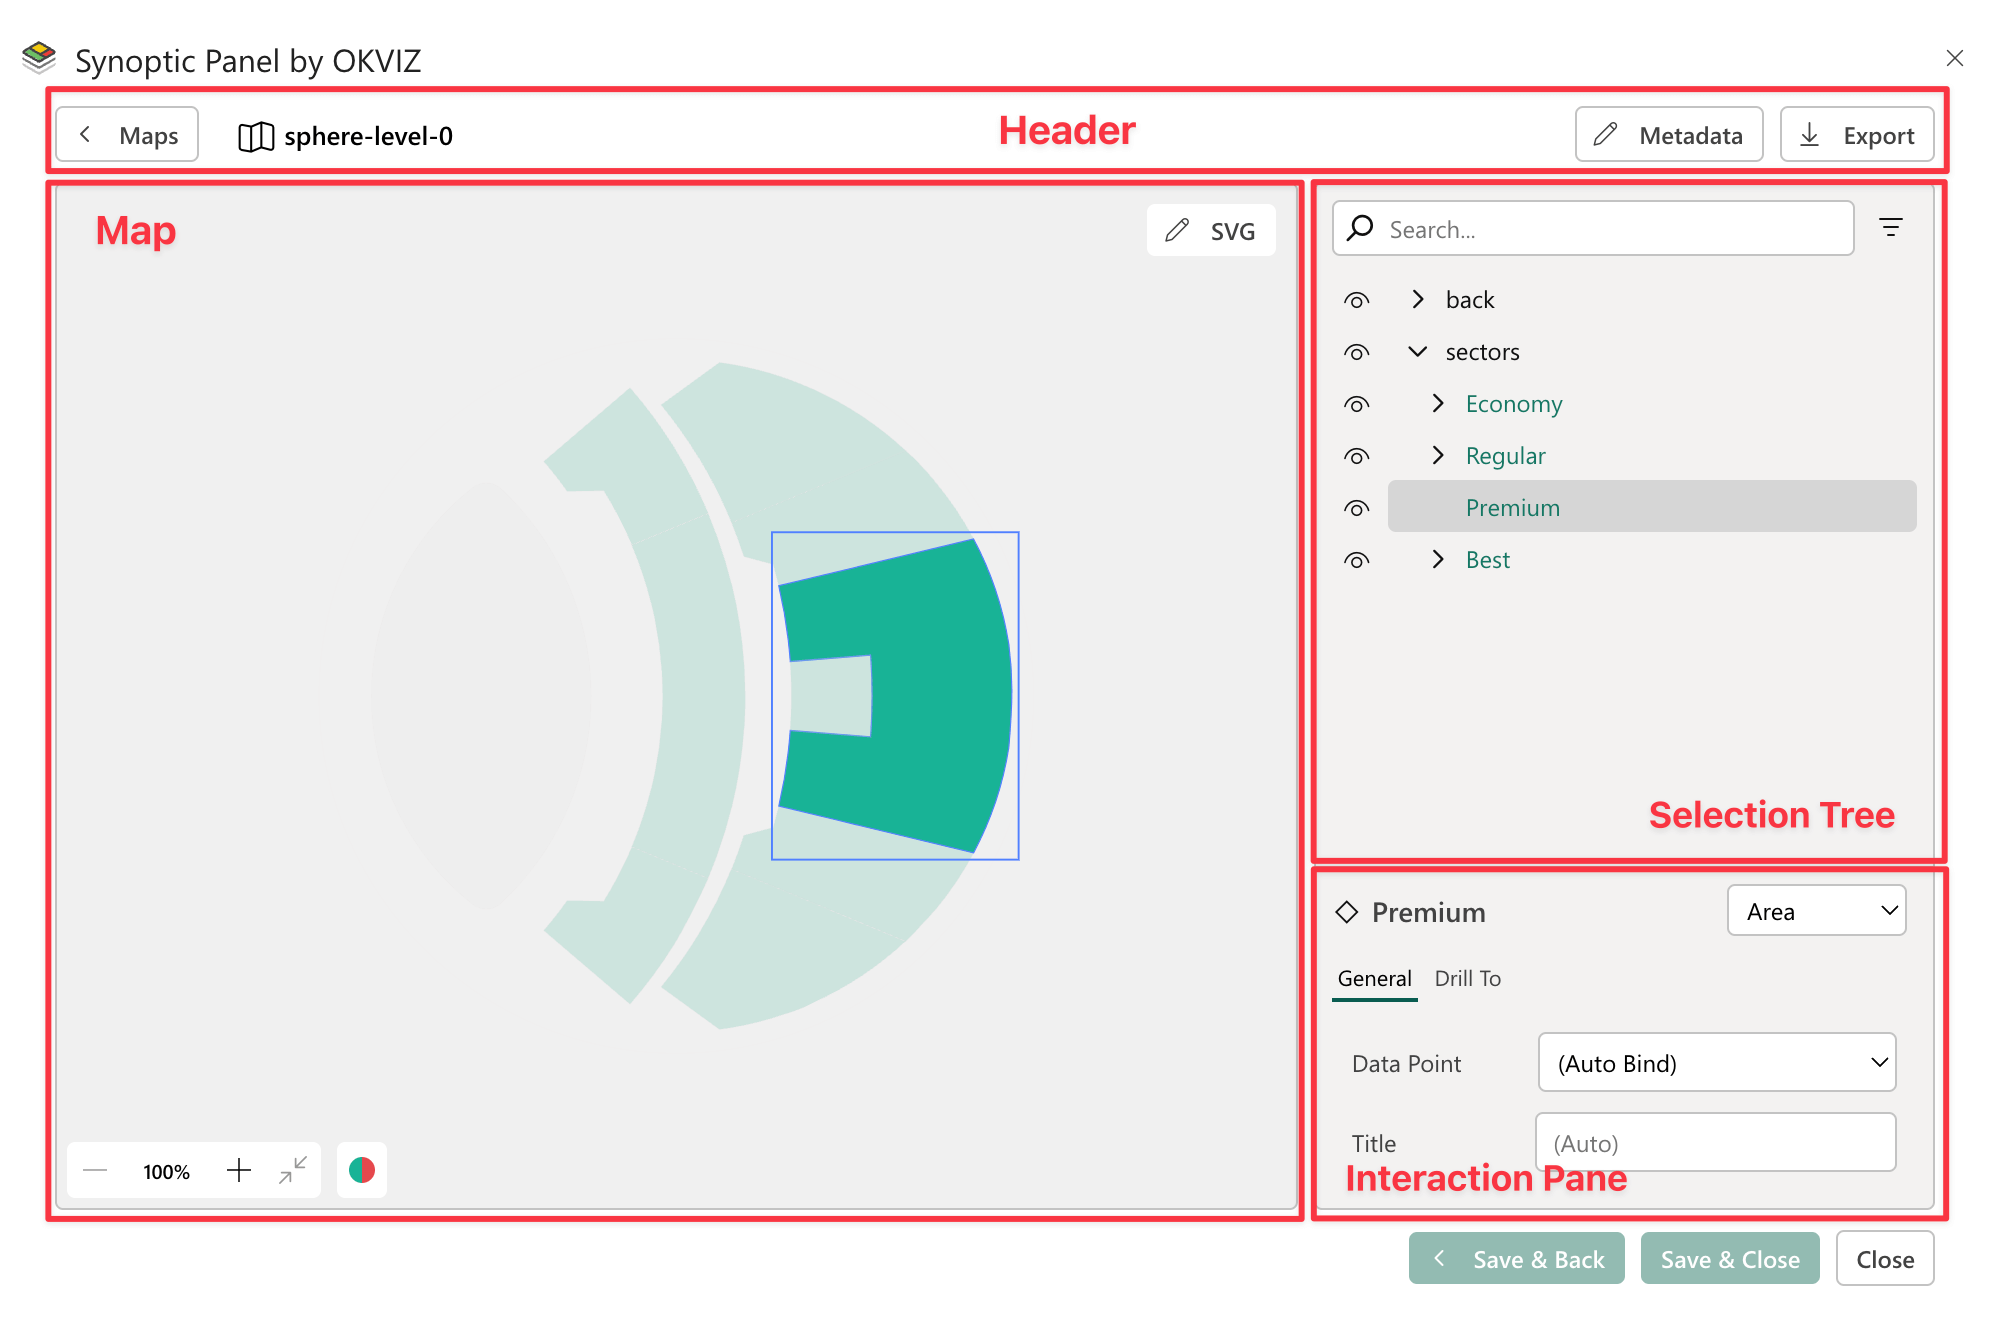 Synoptic Panel by OKVIZ
Maps
sphere-level-0
Header
Metadata
Export
Map
SVG
Search...
back
sectors
Economy
Regular
Premium
Best
Selection Tree
Premium
Area
General
Drill To
Data Point
(Auto Bind)
Title
(Auto)
Interaction Pane
100%
Save & Back
Save & Close
Close